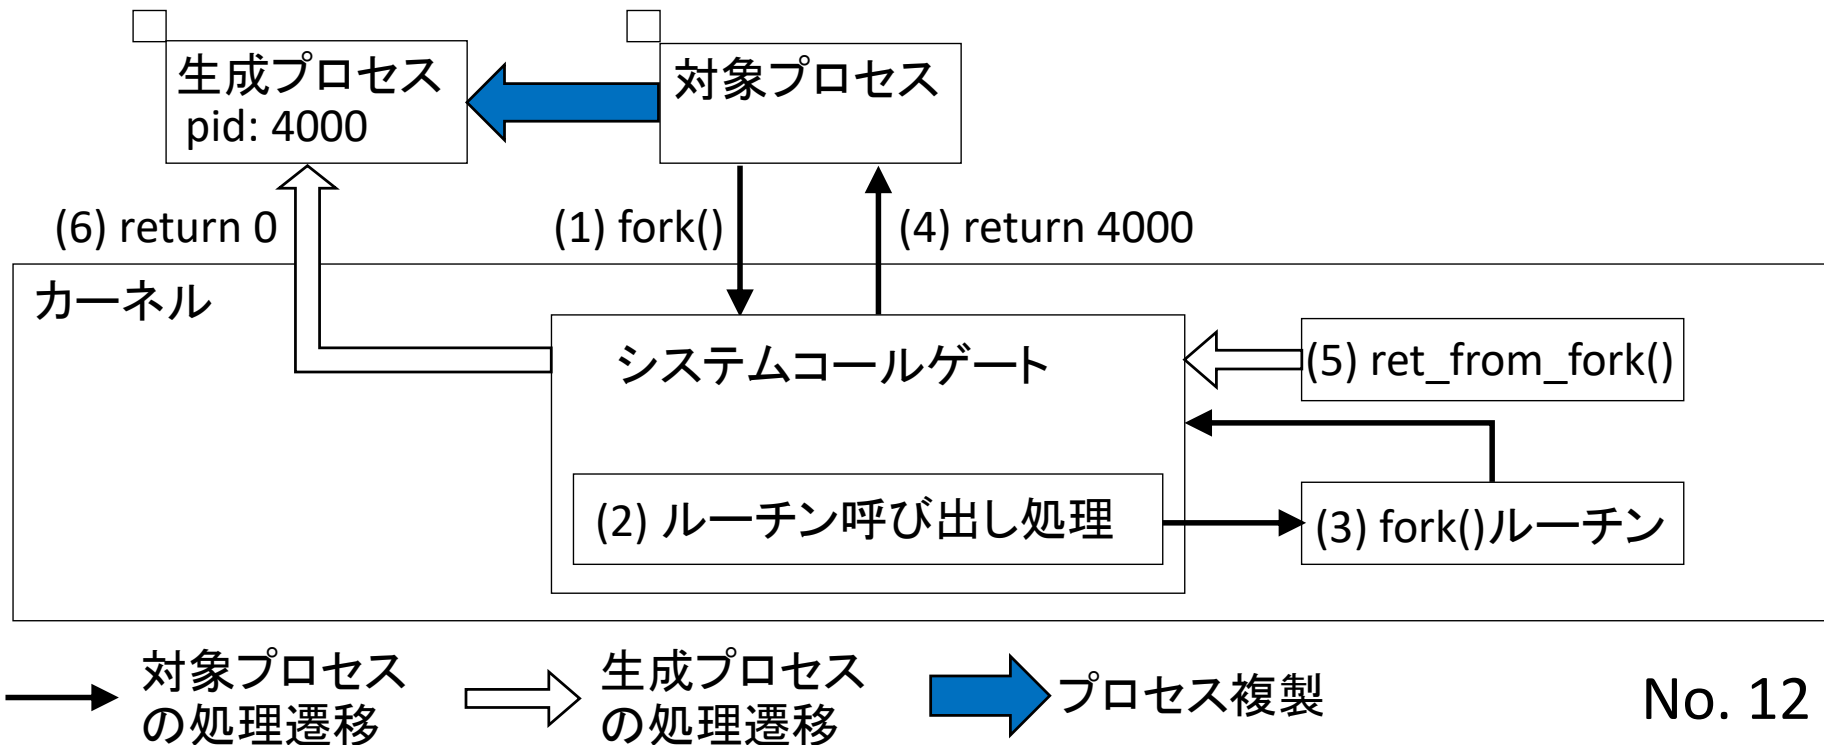 生成プロセス
pid: 4000
対象プロセス
(6) return 0
(1) fork()
(4) return 4000
カーネル
システムコールゲート
(5) ret_from_fork()
(2) ルーチン呼び出し処理
(3) fork()ルーチン
対象プロセス
の処理遷移
生成プロセス
の処理遷移
プロセス複製
No. 12